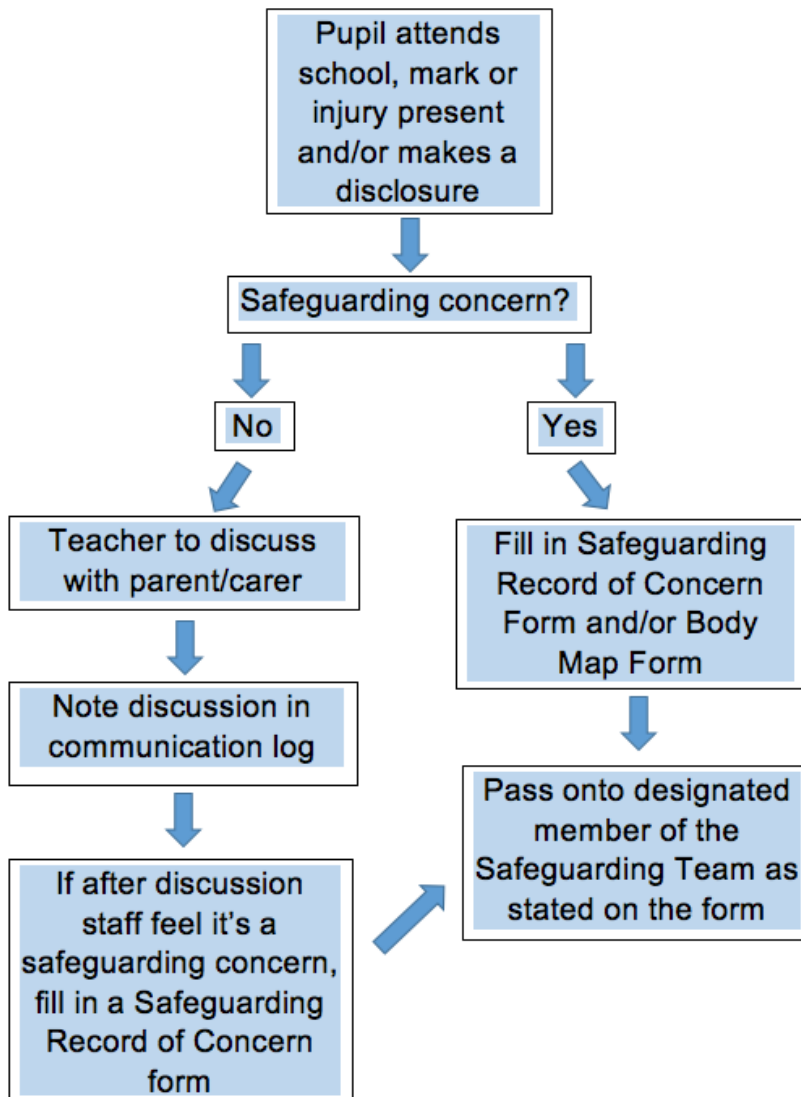 Pupil attends
school, mark or
injury present
and/or makes a
disclosure
Safeguarding concern?
No
Yes
Teacher to discuss
with parent/carer
Note discussion in
communication log
If after discussion
staff feel it's a
safeguarding concern,
fill in a Safeguarding
Record of Concern
form
Fill in Safeguarding
Record of Concern
Form and/or Body
Map Form
Pass onto designated
member of the
Safeguarding Team as
stated on the form